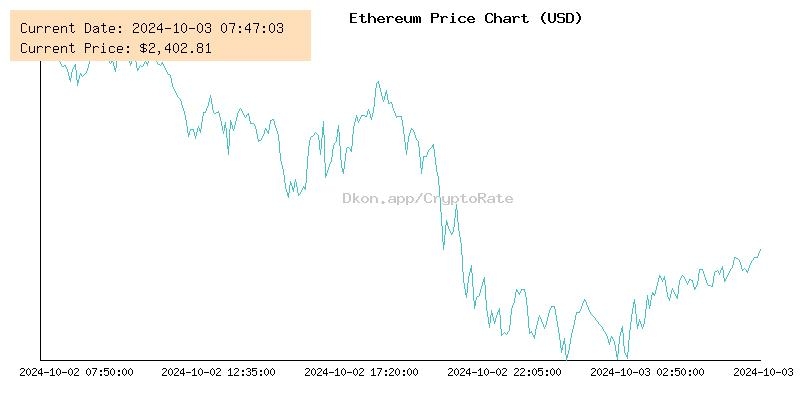 Ethereum Price Chart (USD)
Current Date: 2024-10-03 07:47:03
Current Price: $2,402.81
Dkon.app/CryptoRate
2024-10-02 07:50:00 2024-10-02 12:35:00 2024-10-02 17:20:00 2024-10-02 22:05:00 2024-10-03 02:50:00 2024-10-03